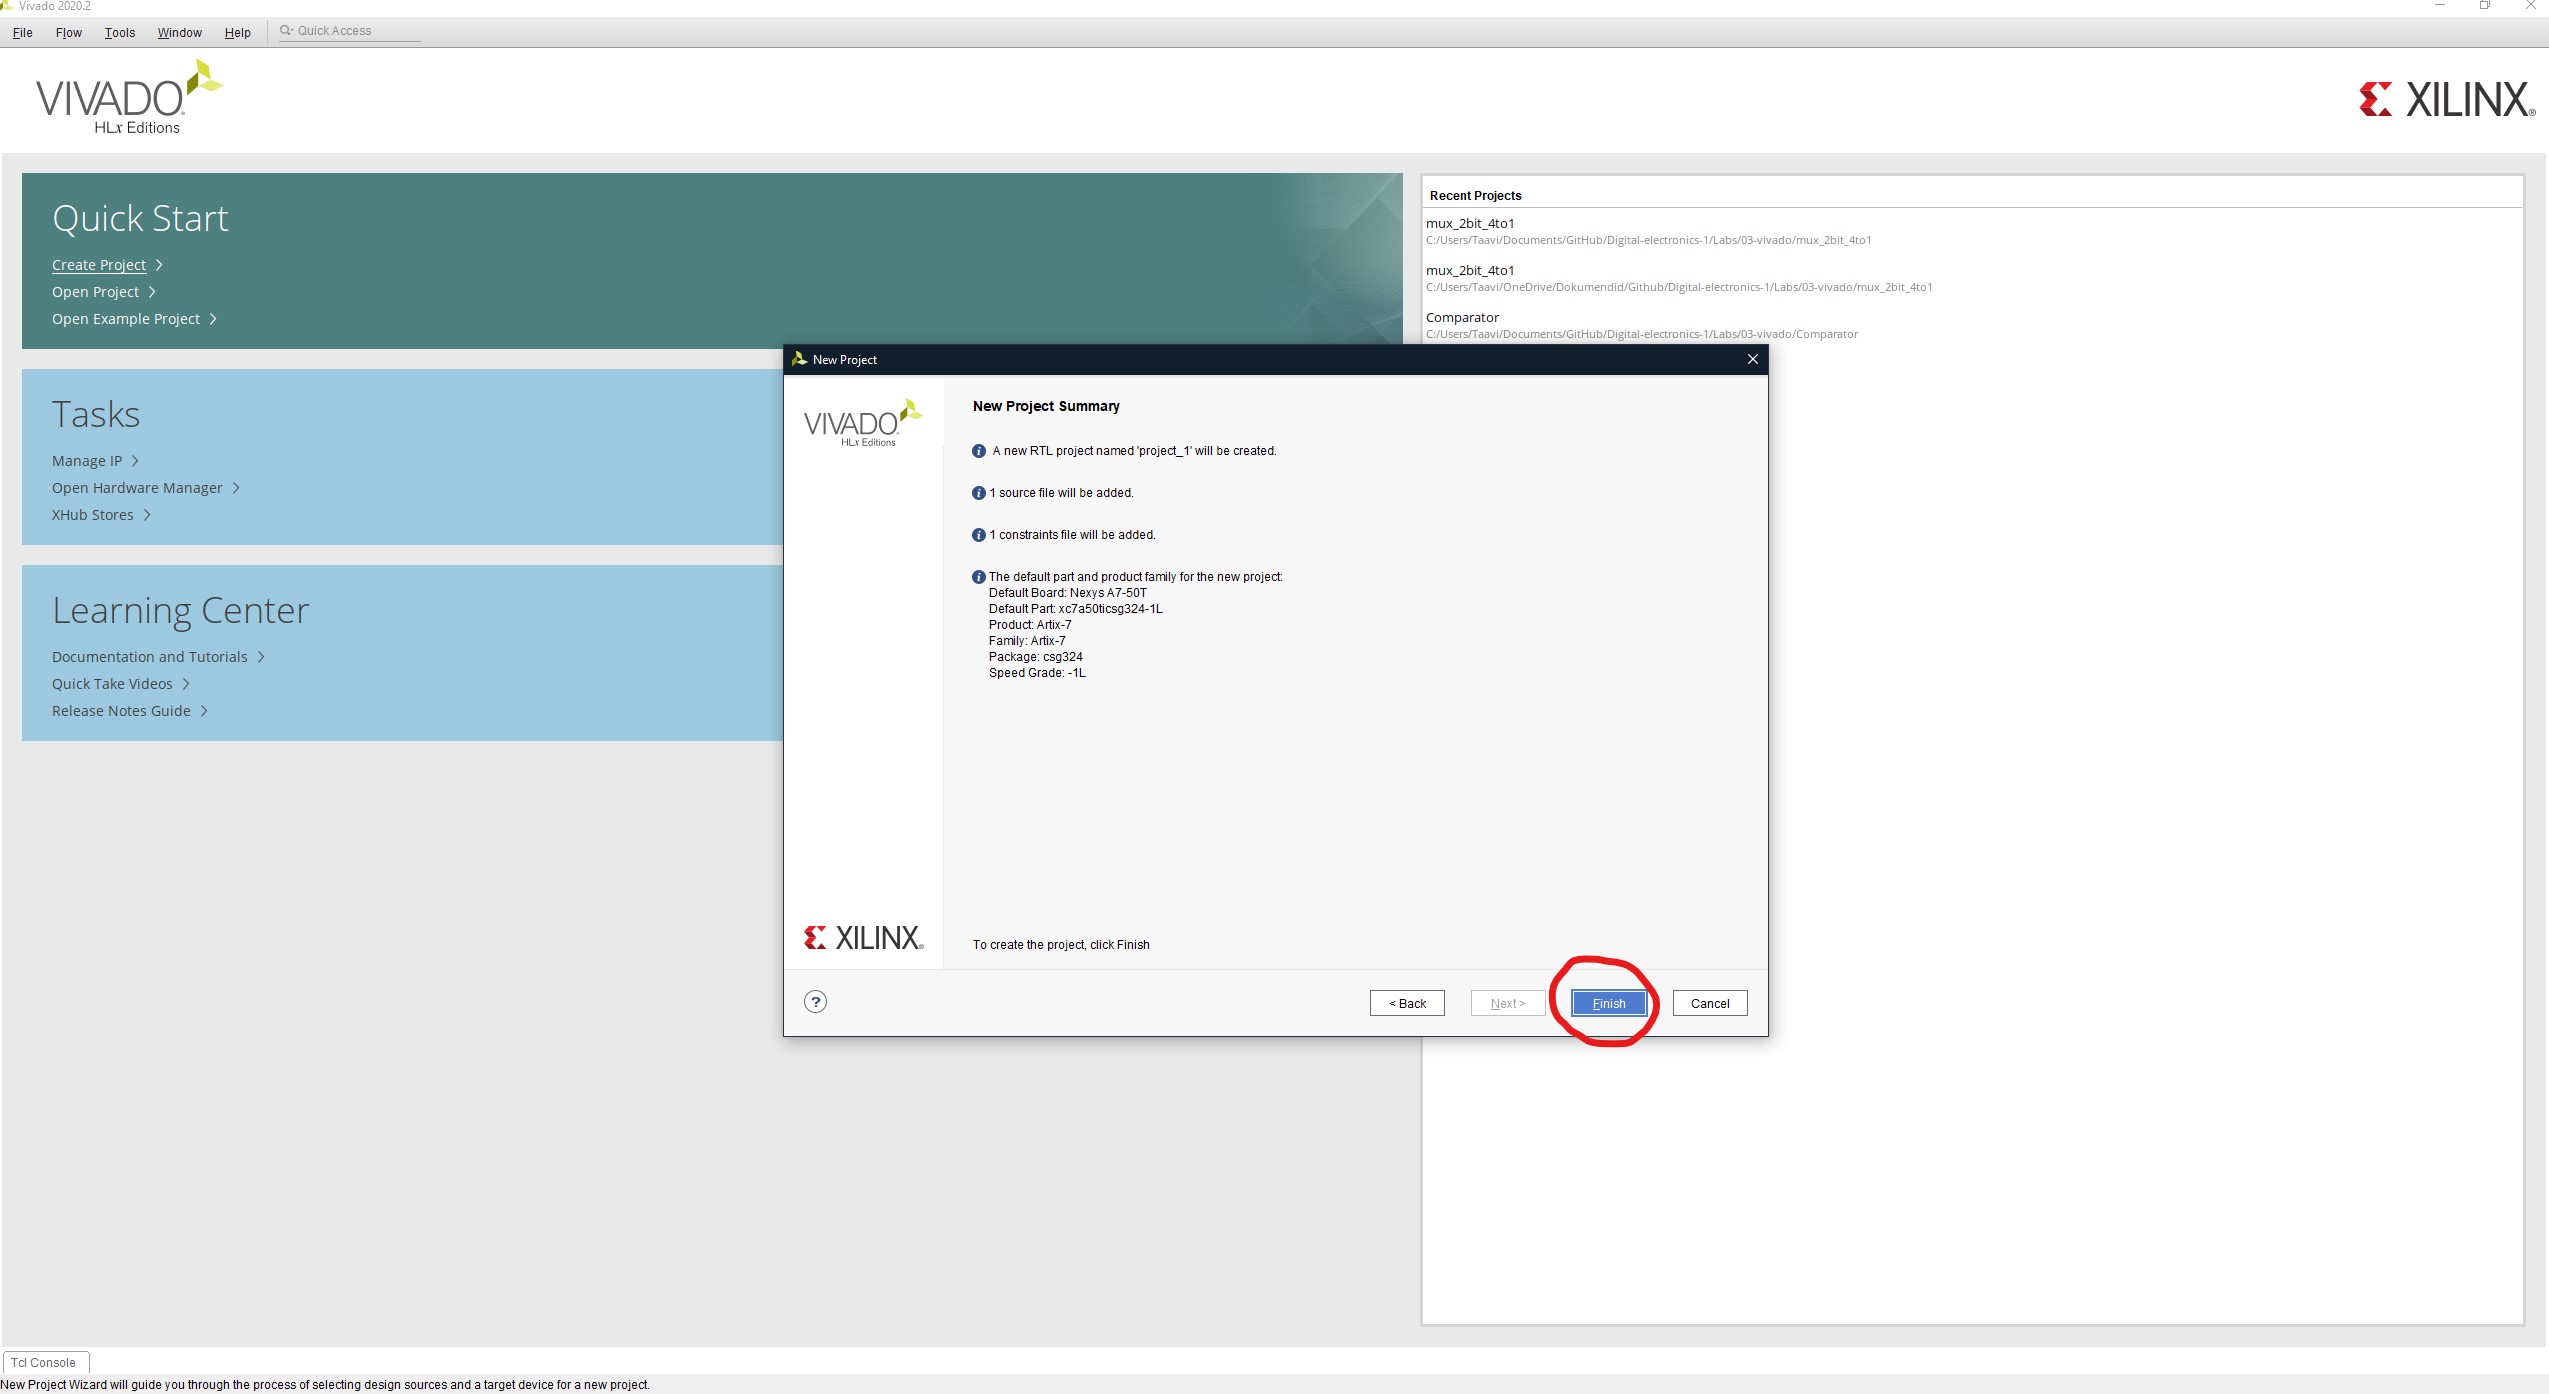 Vivado 2020.2
File Flow Tools Window Help Quick Access
VIVADO.
HLx Editions
XILINX®
Quick Start
Create Project
Open Project
Open Example Project
Tasks
Manage IP
Open Hardware Manager
XHub Stores
Learning Center
Documentation and Tutorials
Quick Take Videos
Release Notes Guide
Recent Projects
mux_2bit_4to1
C:/Users/Taavi/Documents/GitHub/Digital-electronics-1/Labs/03-vivado/mux_2bit_4to1
mux_2bit_4to1
C:/Users/Taavi/OneDrive/Dokumendid/Github/Digital-electronics-1/Labs/03-vivado/mux_2bit_4to1
Comparator
C:/Users/Taavi/Documents/GitHub/Digital-electronics-1/Labs/03-vivado/Comparator
New Project
VIVADO.
HLx Editions
New Project Summary
A new RTL project named 'project_1' will be created.
1 source file will be added.
1 constraints file will be added.
The default part and product family for the new project:
Default Board: Nexys A7-50T
Default Part: xc7a50ticsg324-1L
Product: Artix-7
Family: Artix-7
Package: csg324
Speed Grade: -1L
XILINX®
To create the project, click Finish
? < Back Next > Finish Cancel
Tcl Console
New Project Wizard will guide you through the process of selecting design sources and a target device for a new project.